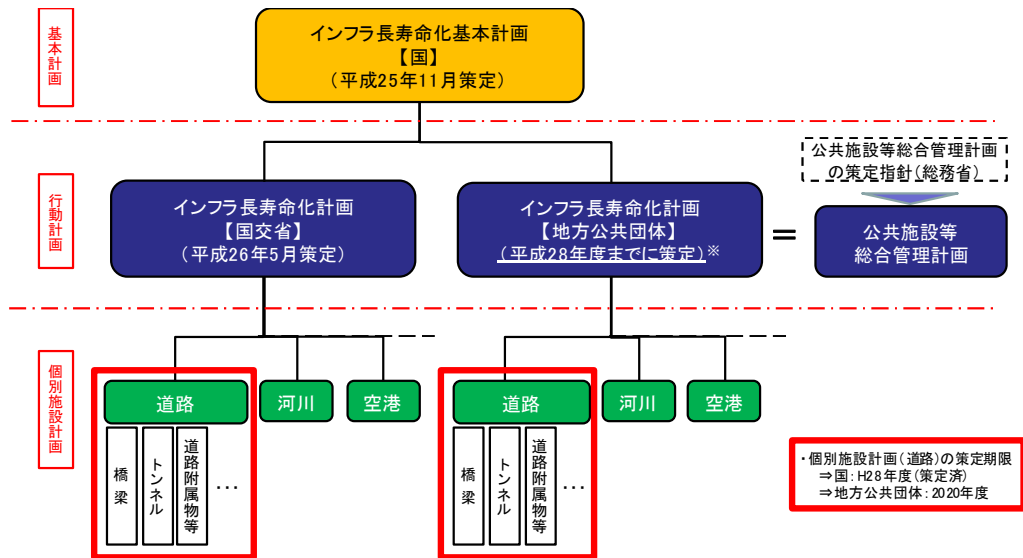 基本計画
インフラ長寿命化基本計画
【国】
(平成25年11月策定)
行動計画
インフラ長寿命化計画
【国交省】
(平成26年5月策定)
インフラ長寿命化計画
【地方公共団体】
(平成28年度までに策定)※
=
公共施設等総合管理計画
の策定指針(総務省)
公共施設等
総合管理計画
個別施設計画
道路
河川
空港
橋梁
トンネル
道路附属物等
…
道路
河川
空港
橋梁
トンネル
道路附属物等
…
・個別施設計画(道路)の策定期限
⇒国:H28年度(策定済)
⇒地方公共団体:2020年度